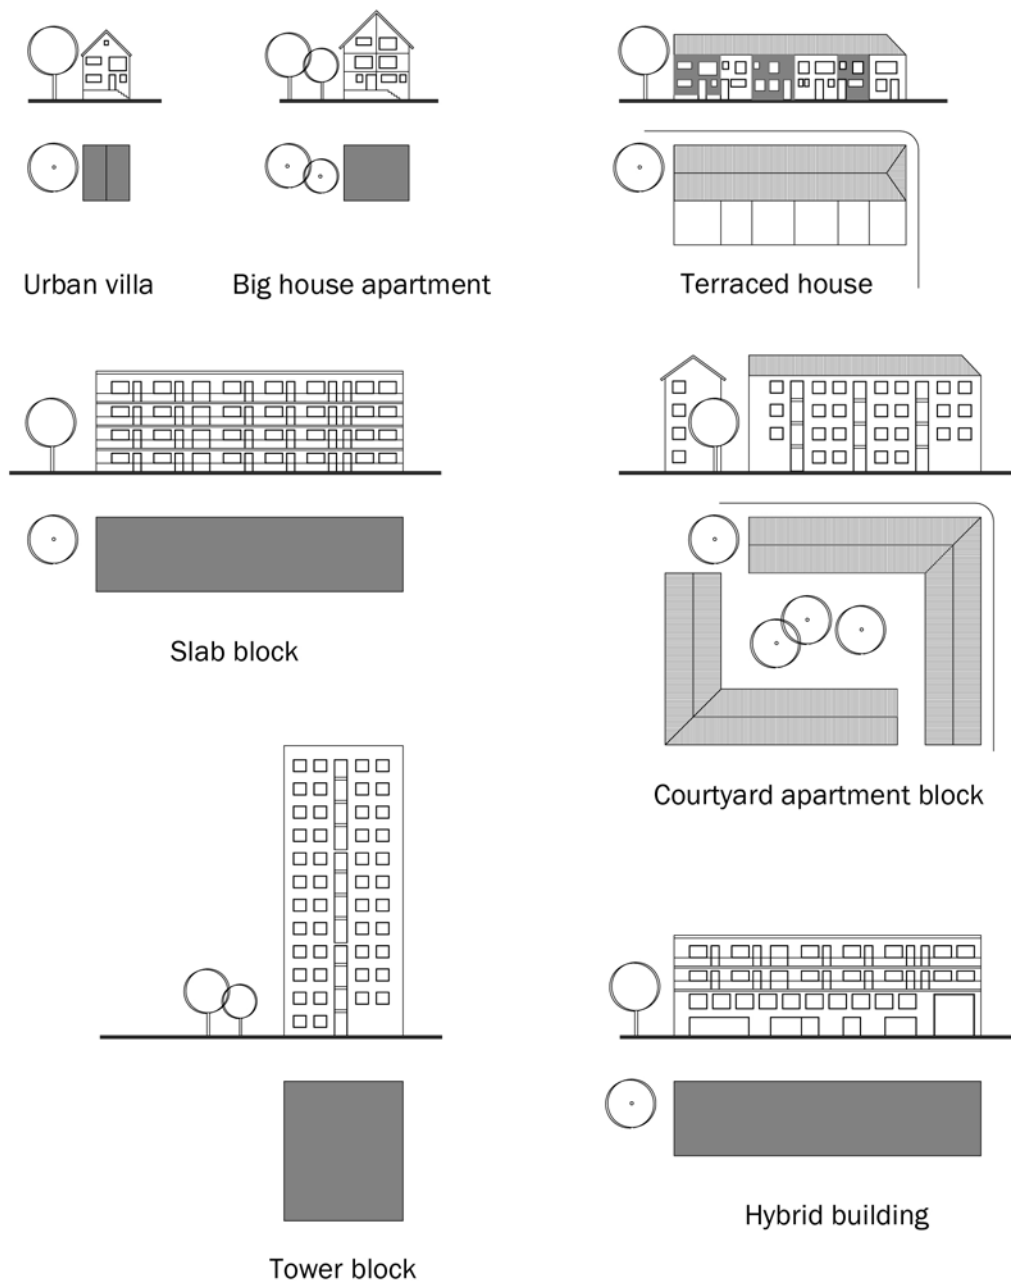 Urban villa
Big house apartment
Terraced house
Slab block
Courtyard apartment block
Tower block
Hybrid building